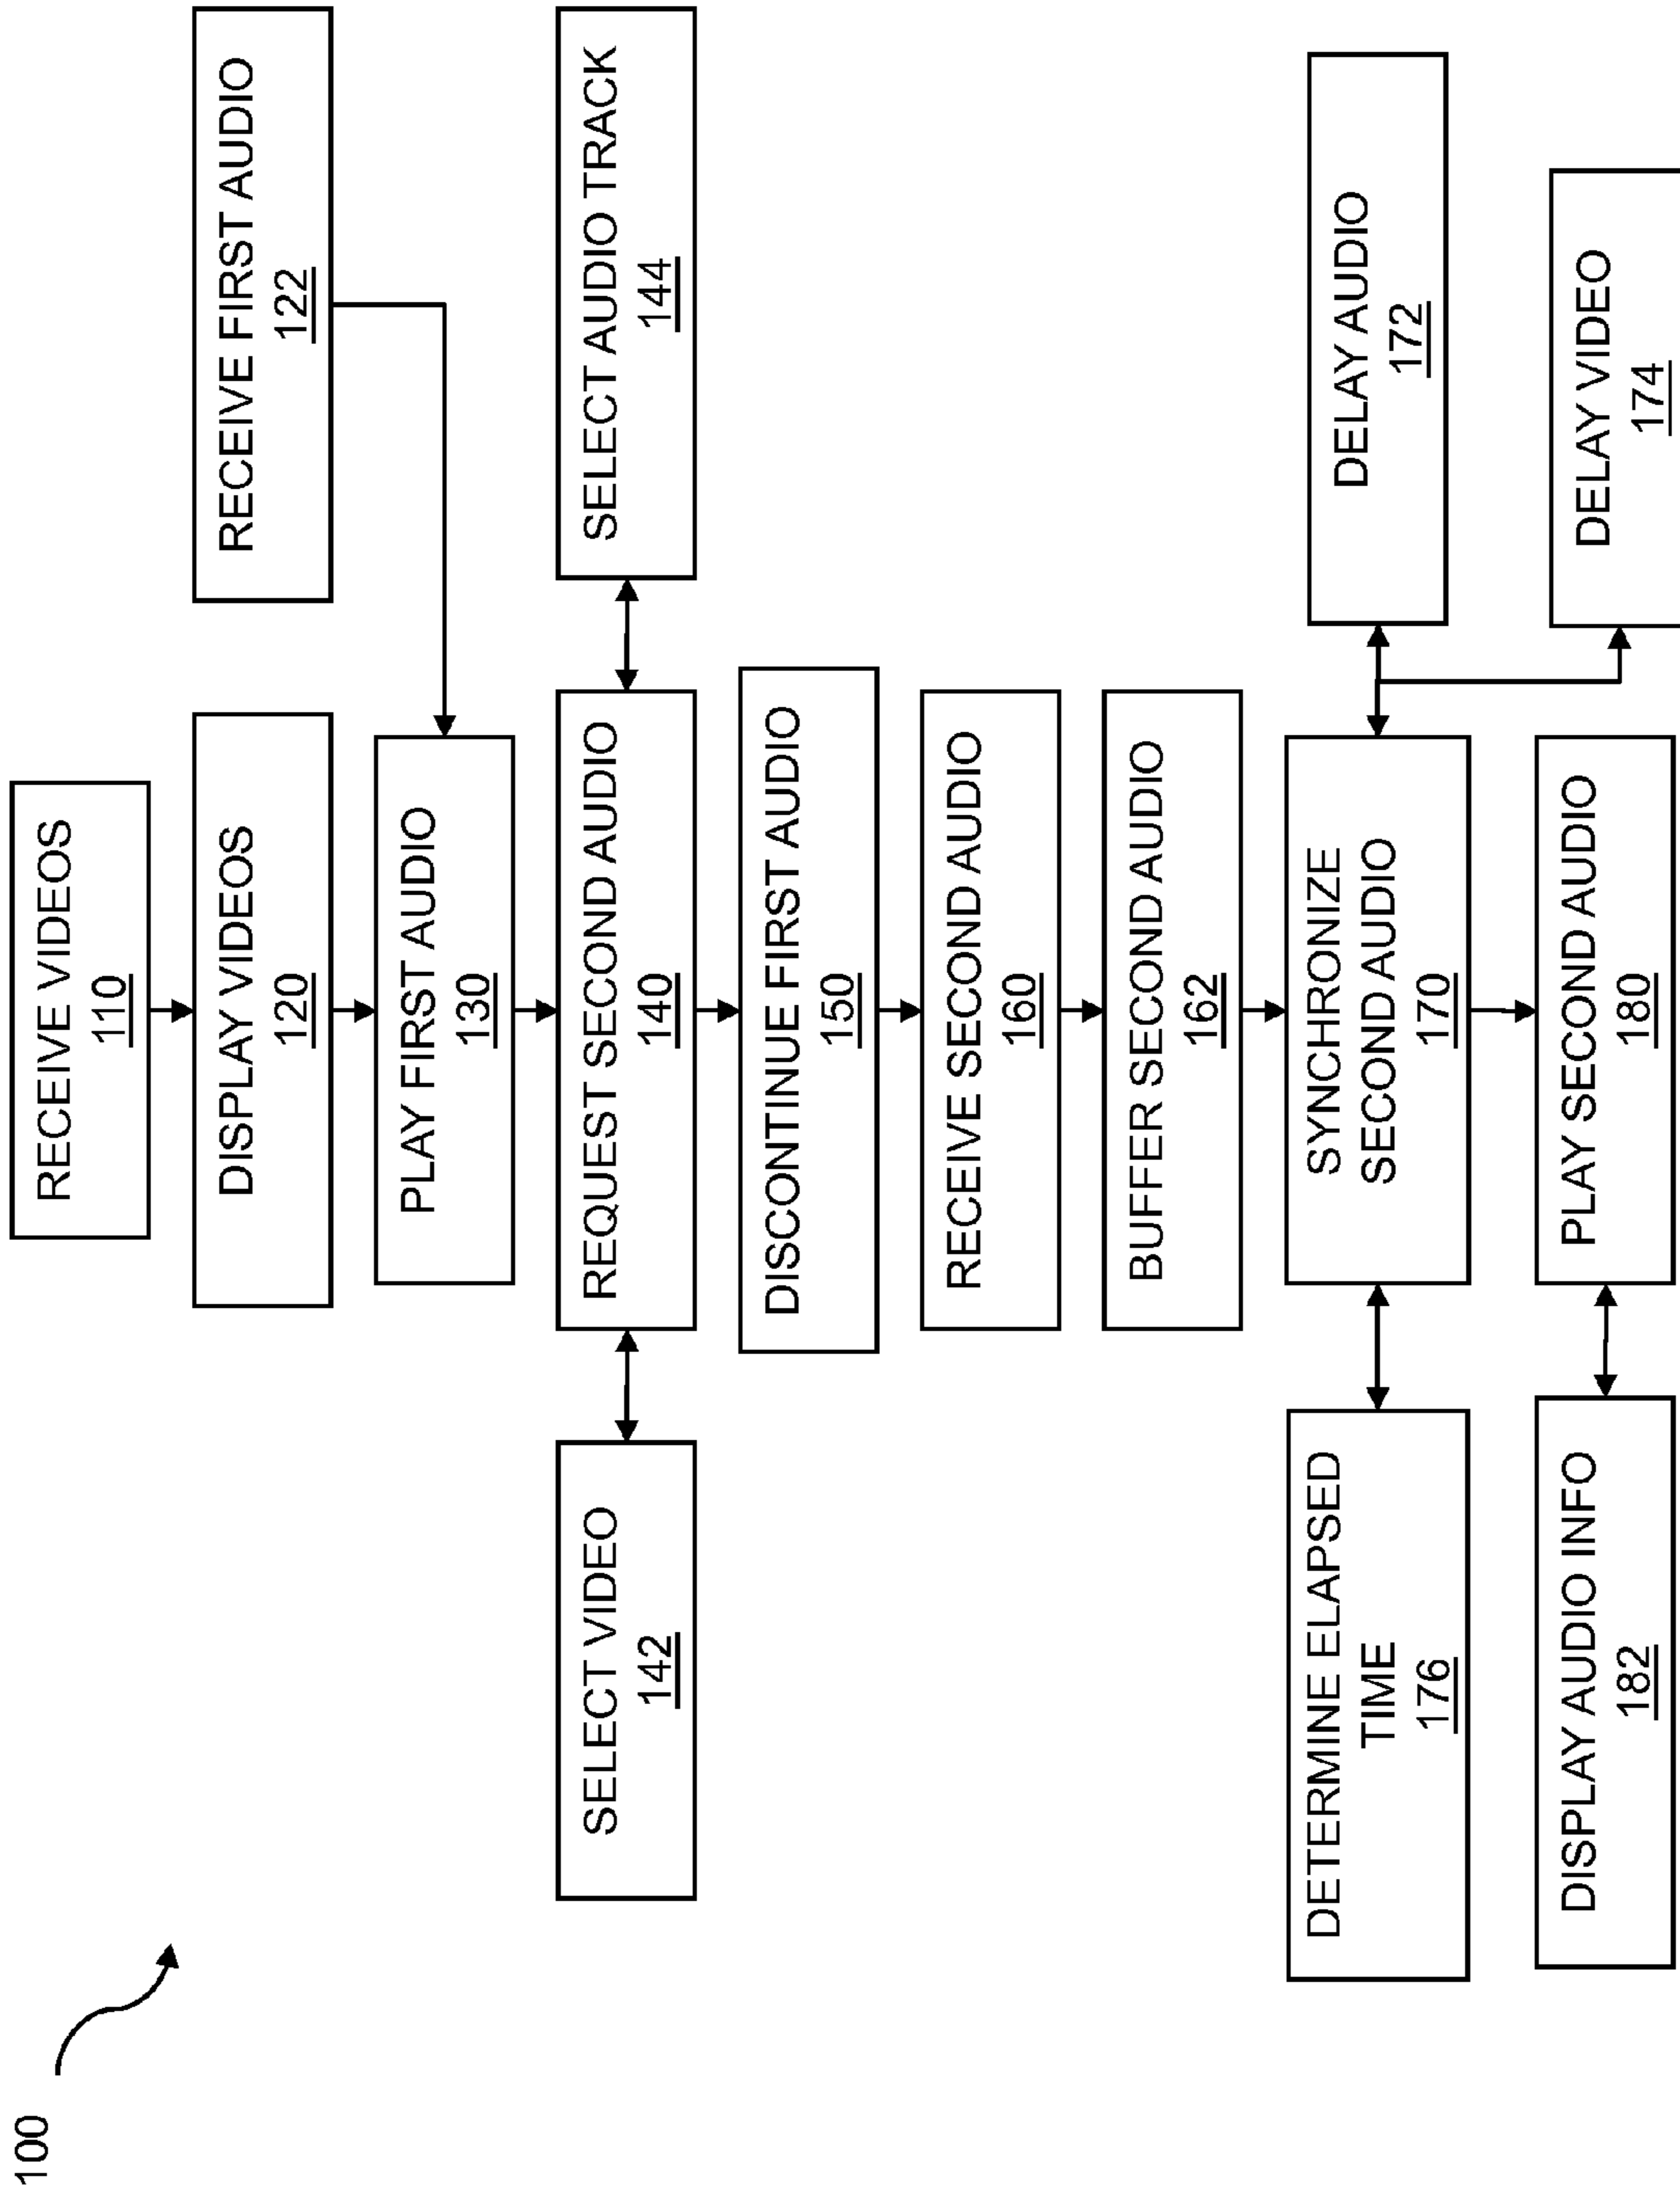 100
RECEIVE VIDEOS
110
DISPLAY VIDEOS
120
RECEIVE FIRST AUDIO
122
PLAY FIRST AUDIO
130
SELECT VIDEO
142
REQUEST SECOND AUDIO
140
SELECT AUDIO TRACK
144
DISCONTINUE FIRST AUDIO
150
RECEIVE SECOND AUDIO
160
BUFFER SECOND AUDIO
162
DETERMINE ELAPSED
TIME
176
SYNCHRONIZE
SECOND AUDIO
170
DELAY AUDIO
172
DISPLAY AUDIO INFO
182
PLAY SECOND AUDIO
180
DELAY VIDEO
174